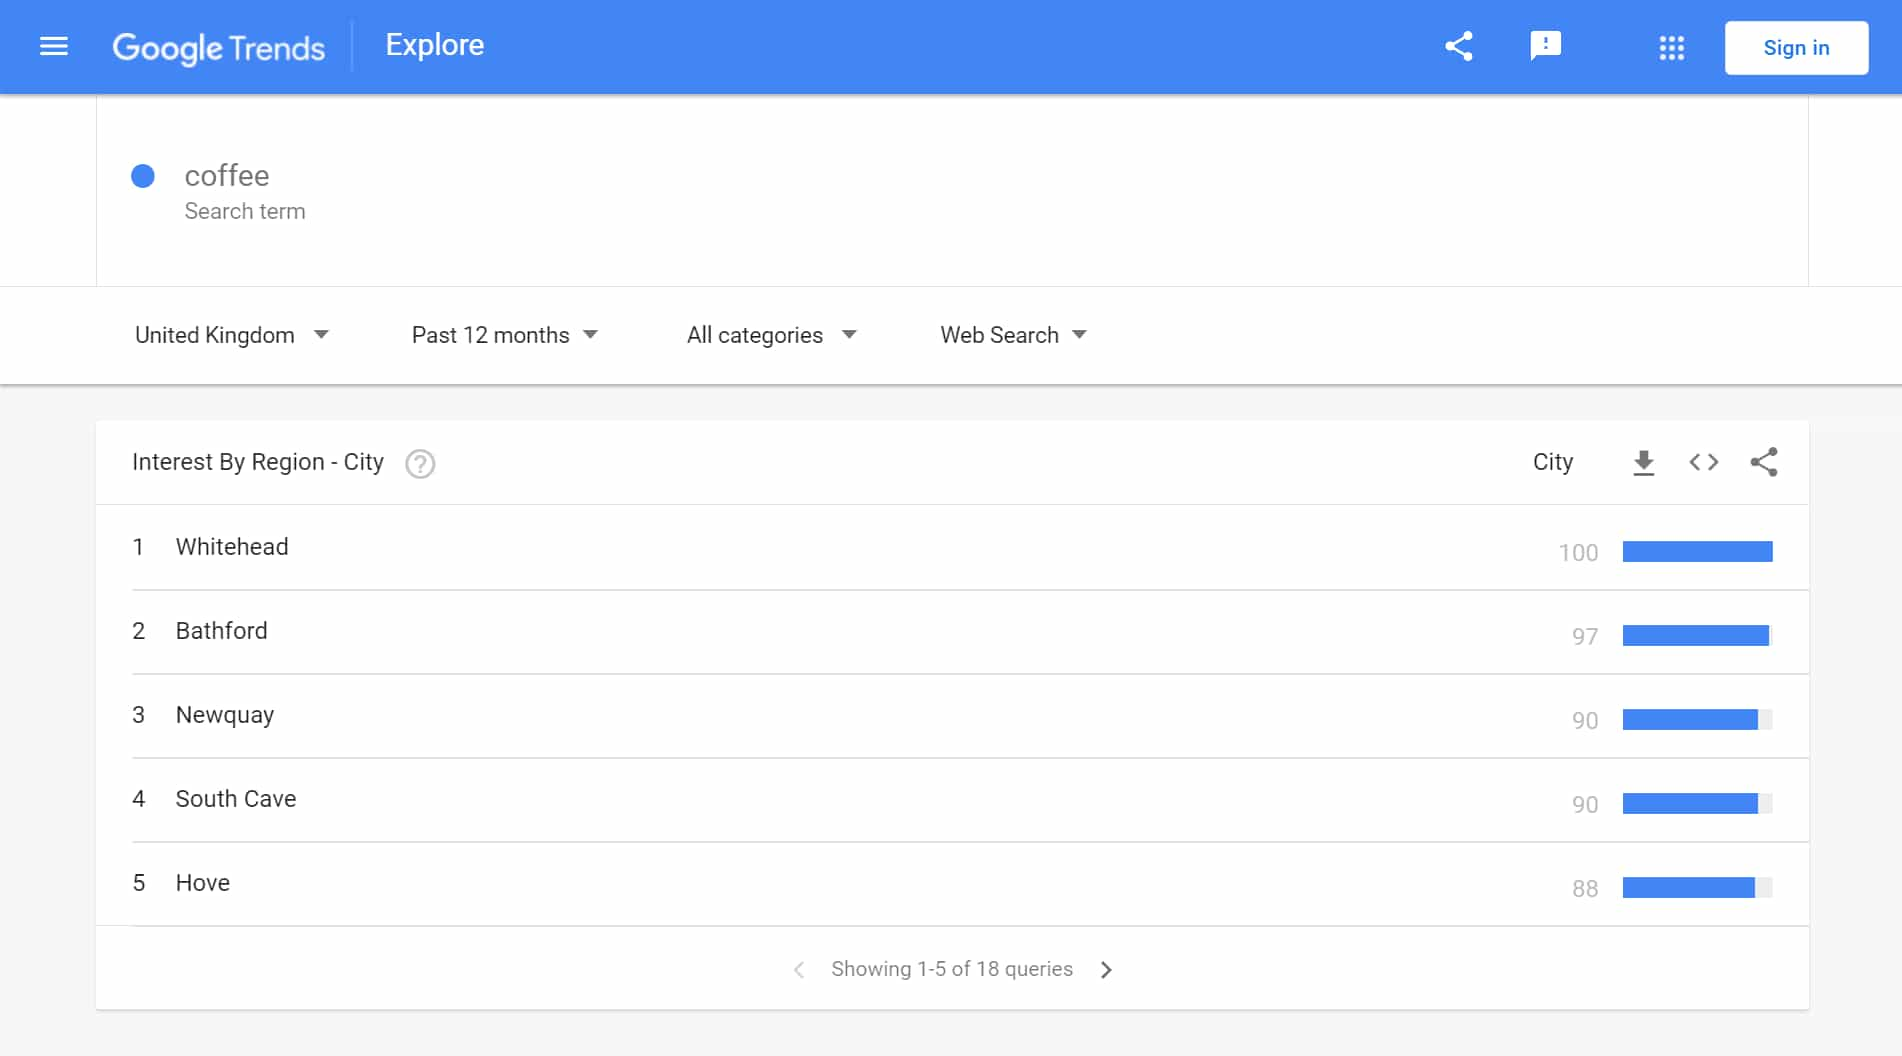 Google Trends Explore Sign in
coffee
Search term
United Kingdom Past 12 months All categories Web Search
Interest By Region - City ? City
1 Whitehead 100
2 Bathford 97
3 Newquay 90
4 South Cave 90
5 Hove 88
Showing 1-5 of 18 queries